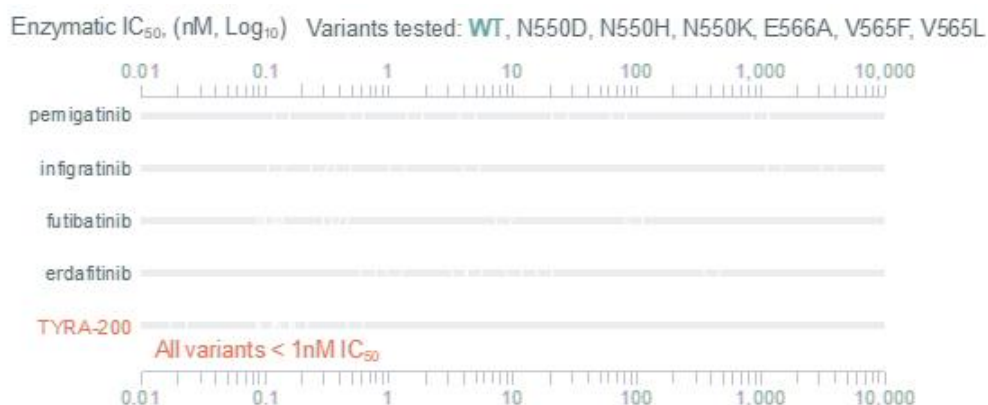 Enzymatic IC₅₀, (nM, Log₁₀) Variants tested: WT, N550D, N550H, N550K, E566A, V565F, V565L
0.01 0.1 1 10 100 1,000 10,000
pemigatinib
infigratinib
futibatinib
erdafitinib
TYRA-200
All variants < 1nM IC₅₀
0.01 0.1 1 10 100 1,000 10,000